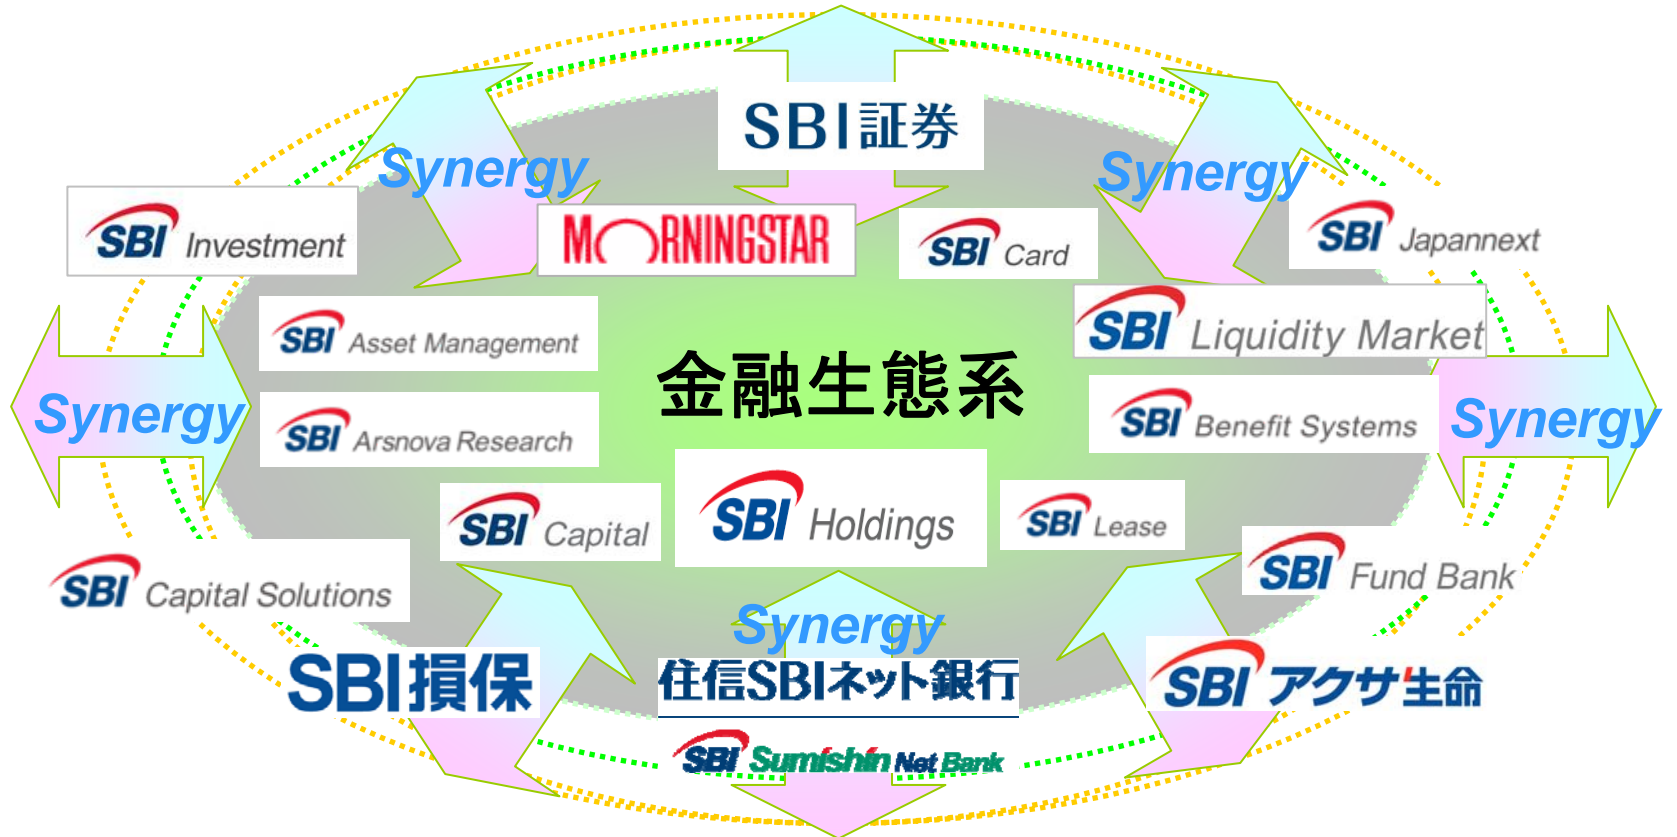 SBI証券
Synergy
Synergy
SBI Investment
MORNINGSTAR
SBI Card
SBI Japannext
SBI Asset Management
SBI Liquidity Market
金融生態系
Synergy
SBI Arsnova Research
SBI Benefit Systems
Synergy
SBI Capital
SBI Holdings
SBI Lease
SBI Capital Solutions
SBI Fund Bank
Synergy
SBI損保
住信SBIネット銀行
SBIアクサ生命
SBI Sumishin Net Bank